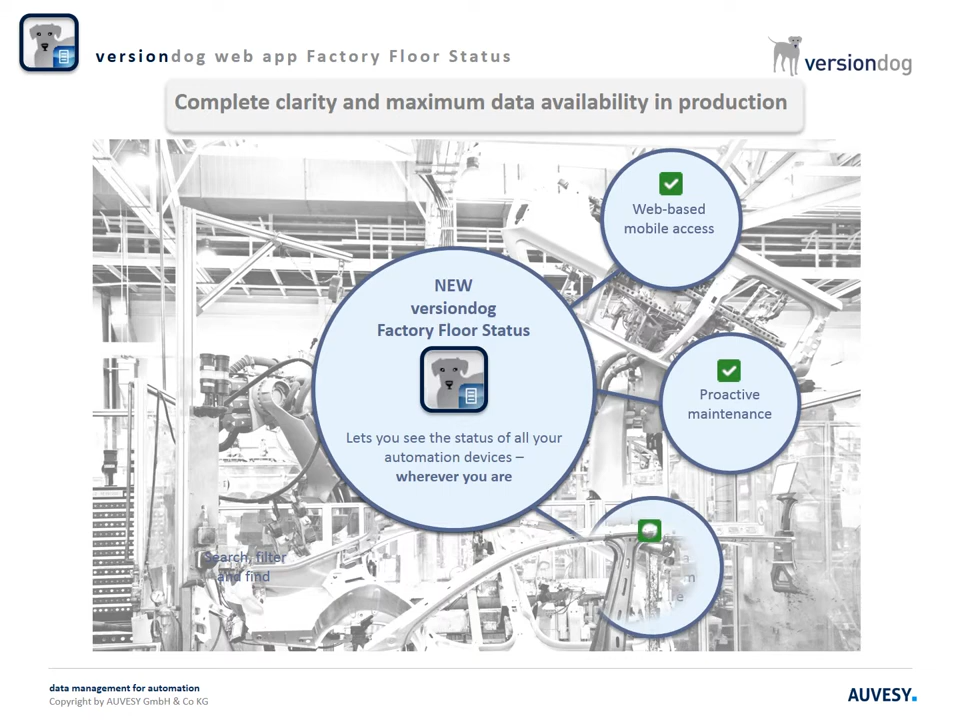 versiondog web app Factory Floor Status
versiondog
Complete clarity and maximum data availability in production
Web-based
mobile access
NEW
versiondog
Factory Floor Status
Lets you see the status of all your
automation devices –
wherever you are
Proactive
maintenance
Search, filter
and find
data management for automation
Copyright by AUVESY GmbH & Co KG
AUVESY.